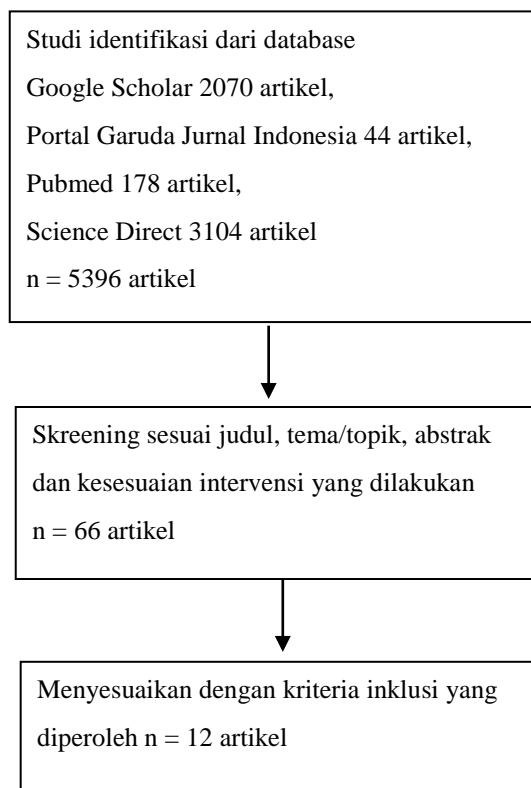 Studi identifikasi dari database
Google Scholar 2070 artikel,
Portal Garuda Jurnal Indonesia 44 artikel,
Pubmed 178 artikel,
Science Direct 3104 artikel
n = 5396 artikel
Skreening sesuai judul, tema/topik, abstrak
dan kesesuaian intervensi yang dilakukan
n = 66 artikel
Menyesuaikan dengan kriteria inklusi yang
diperoleh n = 12 artikel